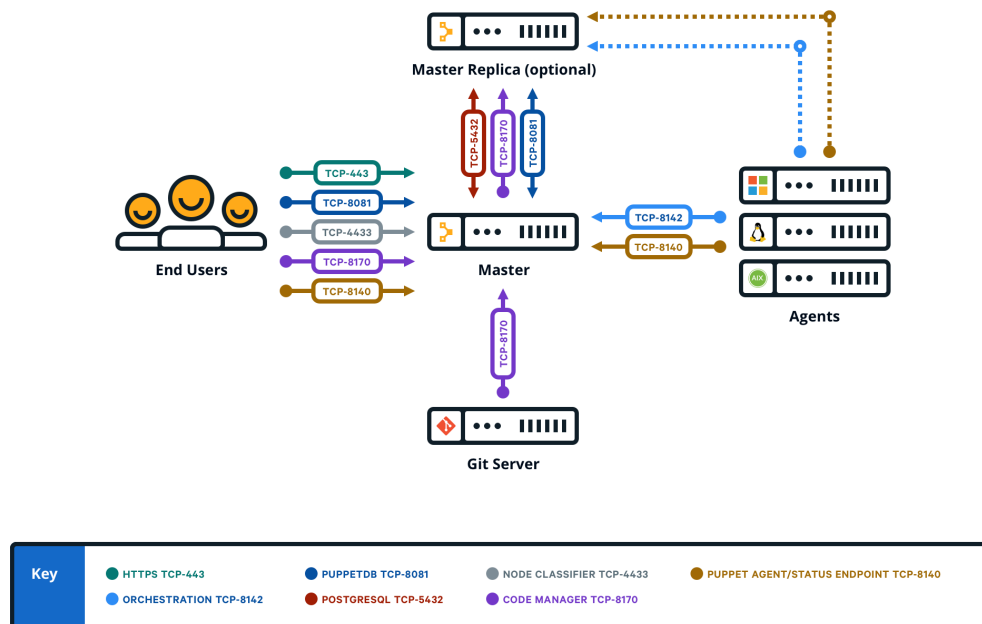 Master Replica (optional)
TCP-5432
TCP-8170
TCP-8081
TCP-443
TCP-8081
TCP-4433
TCP-8170
TCP-8140
End Users
Master
TCP-8142
TCP-8140
AIX
Agents
TCP-8170
Git Server
Key
HTTPS TCP-443
PUPPETDB TCP-8081
NODE CLASSIFIER TCP-4433
PUPPET AGENT/STATUS ENDPOINT TCP-8140
ORCHESTRATION TCP-8142
POSTGRESQL TCP-5432
CODE MANAGER TCP-8170